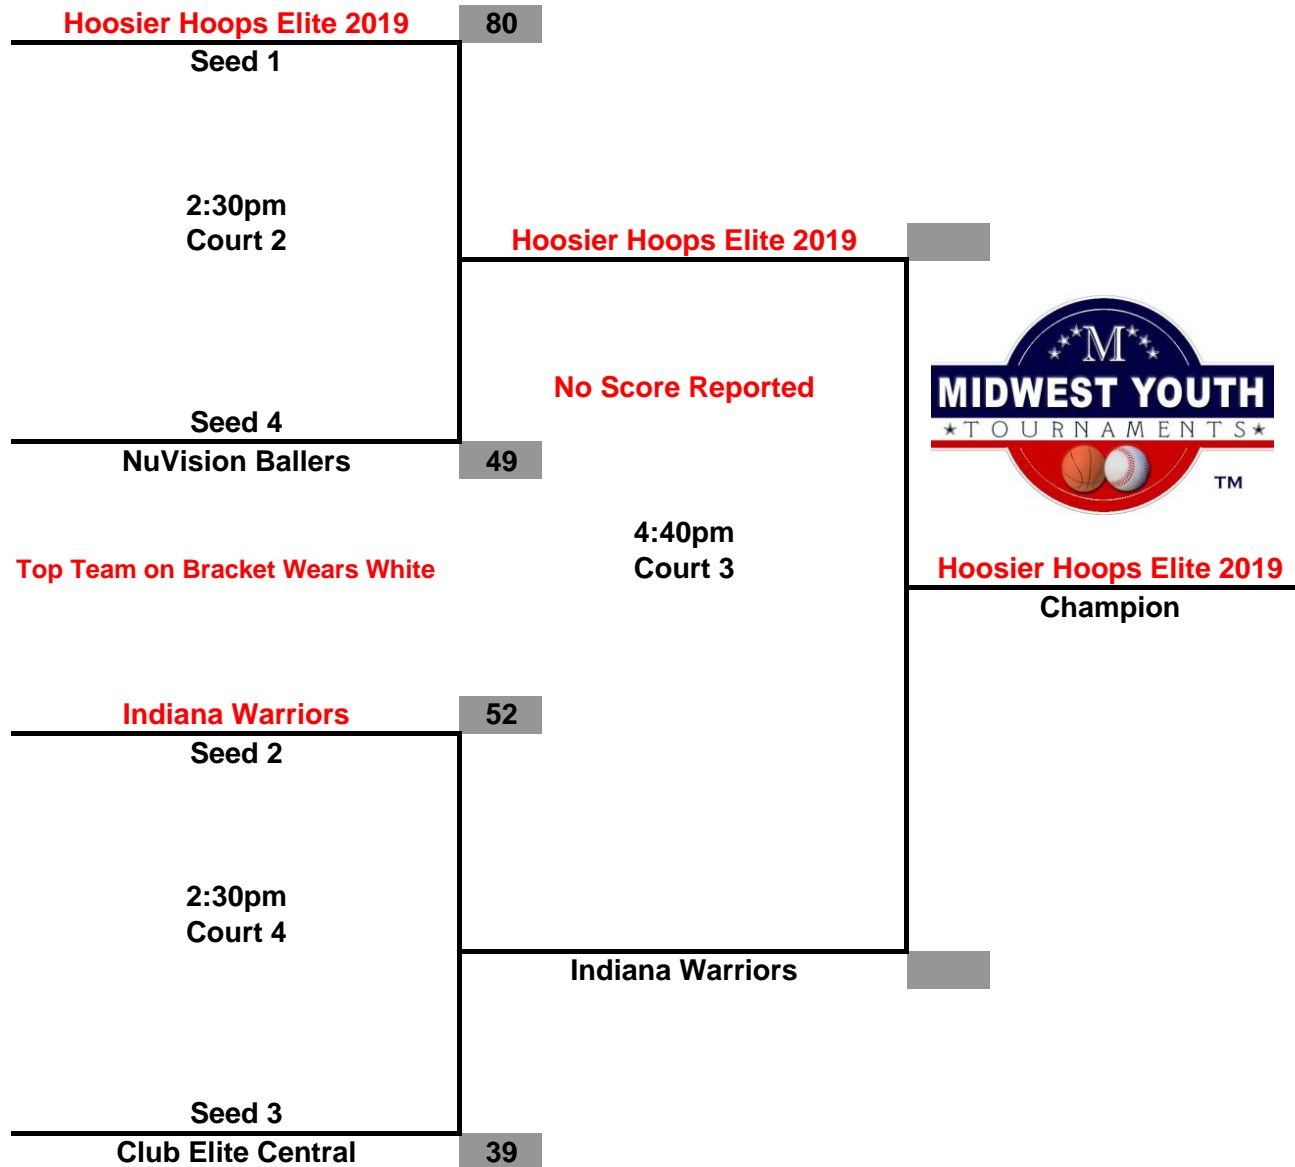 Hoosier Hoops Elite 2019 80
Seed 1
2:30pm
Court 2
Hoosier Hoops Elite 2019
M
MIDWEST YOUTH
TOURNAMENTS
TM
No Score Reported
Seed 4
NuVision Ballers 49
4:40pm
Court 3
Top Team on Bracket Wears White
Hoosier Hoops Elite 2019
Champion
Indiana Warriors 52
Seed 2
2:30pm
Court 4
Indiana Warriors
Seed 3
Club Elite Central 39